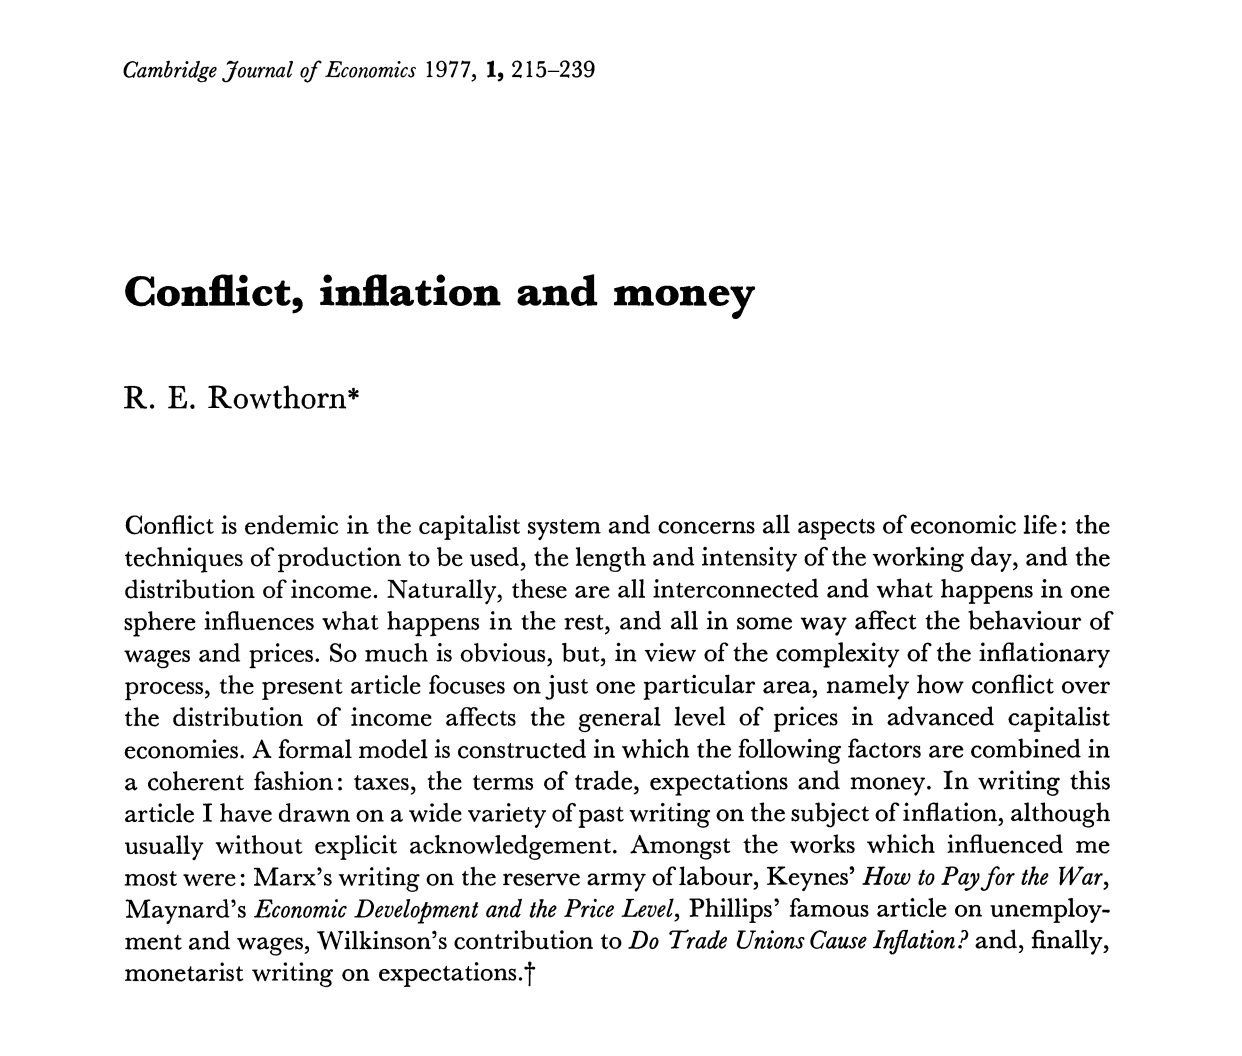 Cambridge Journal of Economics 1977, 1, 215–239
Conflict, inflation and money
R. E. Rowthorn*
Conflict is endemic in the capitalist system and concerns all aspects of economic life: the
techniques of production to be used, the length and intensity of the working day, and the
distribution of income. Naturally, these are all interconnected and what happens in one
sphere influences what happens in the rest, and all in some way affect the behaviour of
wages and prices. So much is obvious, but, in view of the complexity of the inflationary
process, the present article focuses on just one particular area, namely how conflict over
the distribution of income affects the general level of prices in advanced capitalist
economies. A formal model is constructed in which the following factors are combined in
a coherent fashion: taxes, the terms of trade, expectations and money. In writing this
article I have drawn on a wide variety of past writing on the subject of inflation, although
usually without explicit acknowledgement. Amongst the works which influenced me
most were: Marx's writing on the reserve army of labour, Keynes' How to Pay for the War,
Maynard's Economic Development and the Price Level, Phillips' famous article on unemploy-
ment and wages, Wilkinson's contribution to Do Trade Unions Cause Inflation? and, finally,
monetarist writing on expectations.†